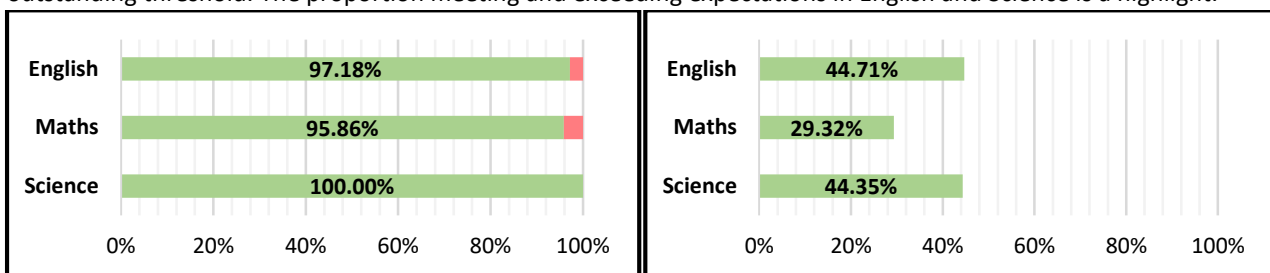 Outstanding threshold. The proportion meeting and exceeding expectations in English and Science is a highlight.
English 97.18%
Maths 95.86%
Science 100.00%
0% 20% 40% 60% 80% 100%
English 44.71%
Maths 29.32%
Science 44.35%
0% 20% 40% 60% 80% 100%